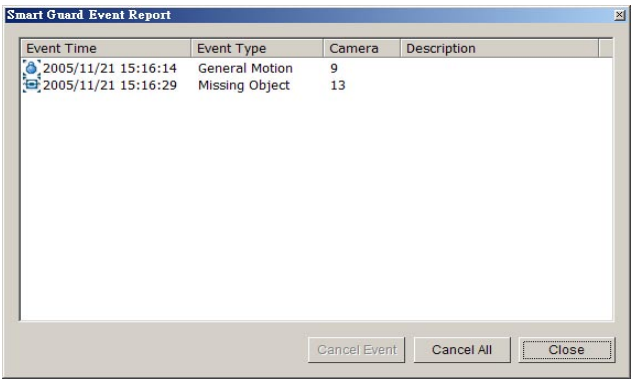 Smart Guard Event Report
Event Time Event Type Camera Description
2005/11/21 15:16:14 General Motion 9
2005/11/21 15:16:29 Missing Object 13
Cancel Event Cancel All Close